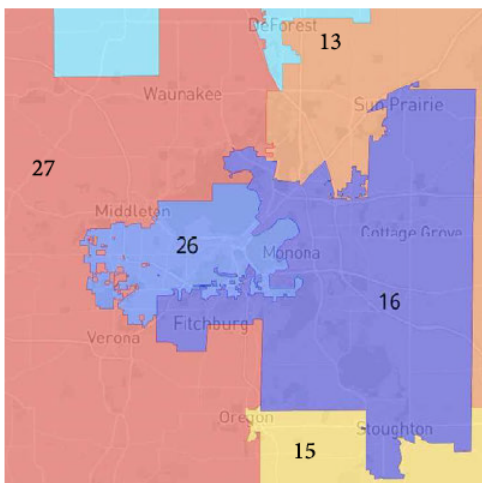 DeForest
13
Waunakee
Sun Prairie
27
Middleton
26
Monona
Cottage Grove
16
Fitchburg
Verona
Oregon
Stoughton
15